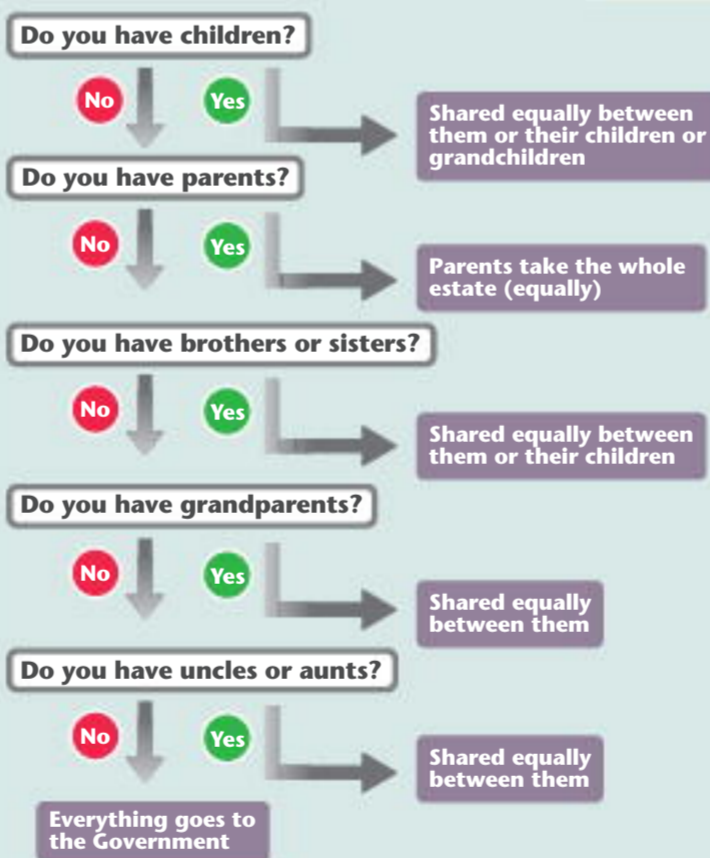 Do you have children?
No
Yes
Shared equally between
them or their children or
grandchildren
Do you have parents?
No
Yes
Parents take the whole
estate (equally)
Do you have brothers or sisters?
No
Yes
Shared equally between
them or their children
Do you have grandparents?
No
Yes
Shared equally
between them
Do you have uncles or aunts?
No
Yes
Shared equally
between them
Everything goes to
the Government